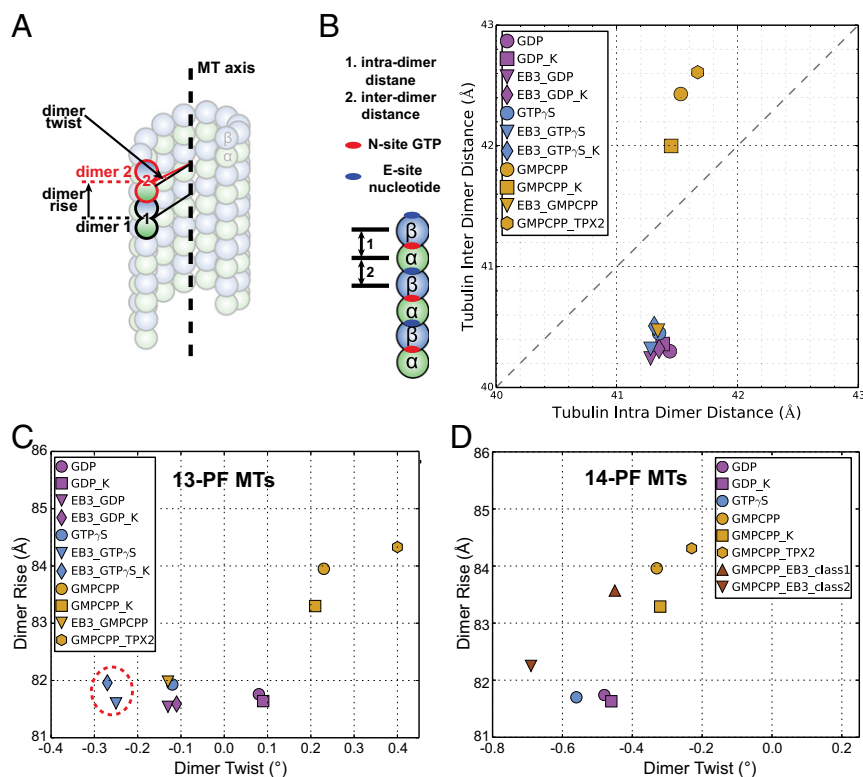 A
MT axis
dimer
twist
β
α
dimer 2
2
dimer
rise
1
dimer 1
B
1. intra-dimer
distane
2. inter-dimer
distance
N-site GTP
E-site
nucleotide
β
1
α
2
β
α
β
α
43
42
41
40
Tubulin Inter Dimer Distance (Å)
GDP
GDP_K
EB3_GDP
EB3_GDP_K
GTPγS
EB3_GTPγS
EB3_GTPγS_K
GMPCPP
GMPCPP_K
EB3_GMPCPP
GMPCPP_TPX2
40 41 42 43
Tubulin Intra Dimer Distance (Å)
C
86
85
84
83
82
81
Dimer Rise (Å)
GDP
GDP_K
EB3_GDP
EB3_GDP_K
GTPγS
EB3_GTPγS
EB3_GTPγS_K
GMPCPP
GMPCPP_K
EB3_GMPCPP
GMPCPP_TPX2
13-PF MTs
-0.4 -0.3 -0.2 -0.1 0.0 0.1 0.2 0.3 0.4
Dimer Twist (°)
D
86
85
84
83
82
81
Dimer Rise (Å)
14-PF MTs
GDP
GDP_K
GTPγS
GMPCPP
GMPCPP_K
GMPCPP_TPX2
GMPCPP_EB3_class1
GMPCPP_EB3_class2
-0.8 -0.6 -0.4 -0.2 0.0 0.2
Dimer Twist (°)